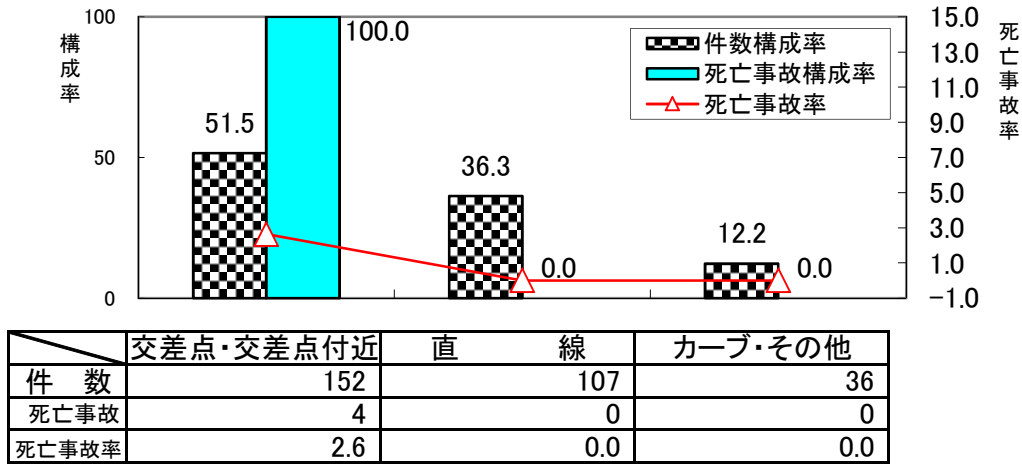 構成率
100
50
0
51.5
100.0
36.3
0.0
12.2
0.0
件数構成率
死亡事故構成率
死亡事故率
15.0
13.0
11.0
9.0
7.0
5.0
3.0
1.0
−1.0
死亡事故率
交差点・交差点付近 直 線 カーブ・その他
件 数 152 107 36
死亡事故 4 0 0
死亡事故率 2.6 0.0 0.0